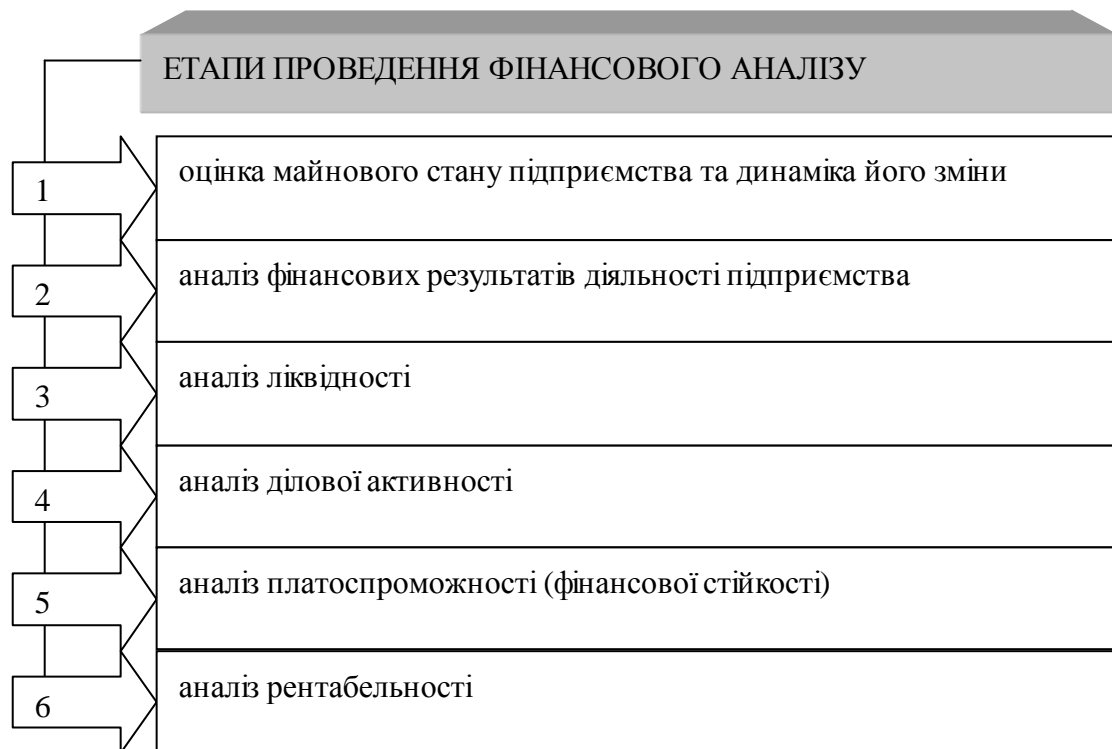 ЕТАПИ ПРОВЕДЕННЯ ФІНАНСОВОГО АНАЛІЗУ
1
оцінка майнового стану підприємства та динаміка його зміни
2
аналіз фінансових результатів діяльності підприємства
3
аналіз ліквідності
4
аналіз ділової активності
5
аналіз платоспроможності (фінансової стійкості)
6
аналіз рентабельності